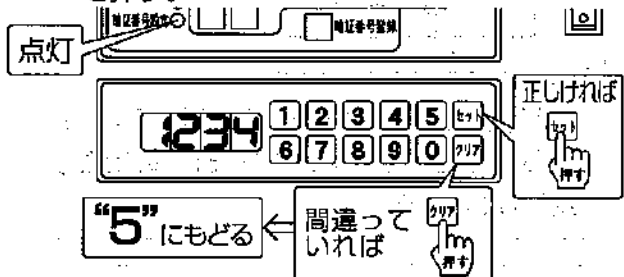 暗証番号設定
暗証番号登録
点灯
1234
1 2 3 4 5 セット
6 7 8 9 0 クリア
正しければ
セット
押す
間違って
いれば
クリア
押す
“5”にもどる